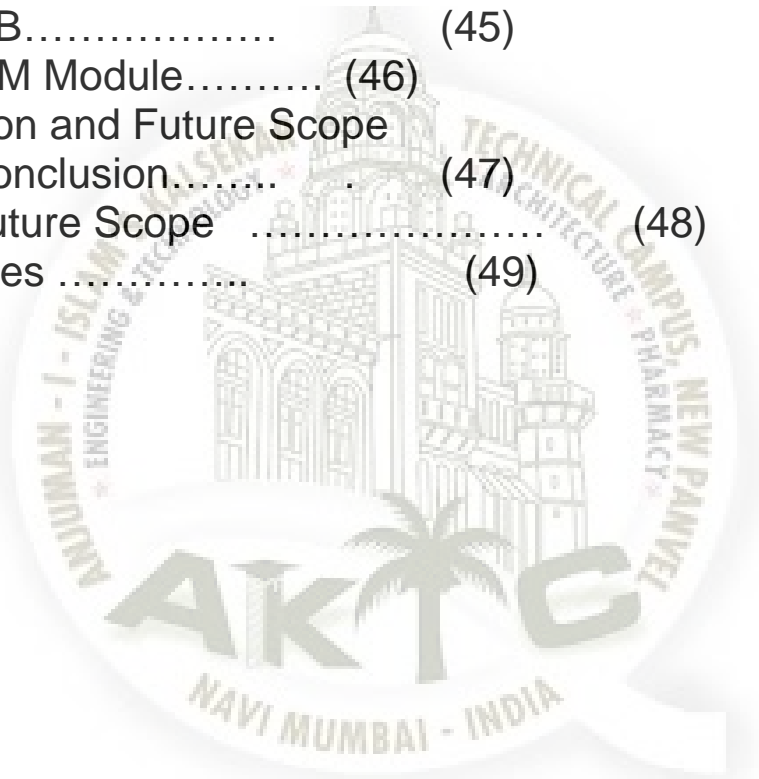 B.................. (45)
M Module.......... (46)
on and Future Scope
onclusion........ . (47)
uture Scope ........................ (48)
es .............. (49)
ANJUMAN - I - ISLAM'S KALSEKAR TECHNICAL CAMPUS, NEW PANVEL
ENGINEERING & TECHNOLOGY * ARCHITECTURE * PHARMACY *
AKTC
NAVI MUMBAI - INDIA